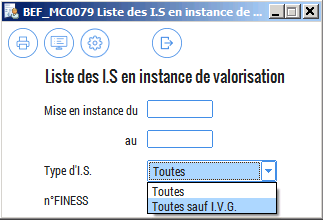 BEF_MC0079 Liste des I.S en instance de ...
Liste des I.S en instance de valorisation
Mise en instance du
au
Type d'I.S. Toutes
Toutes
Toutes sauf I.V.G.
n°FINESS